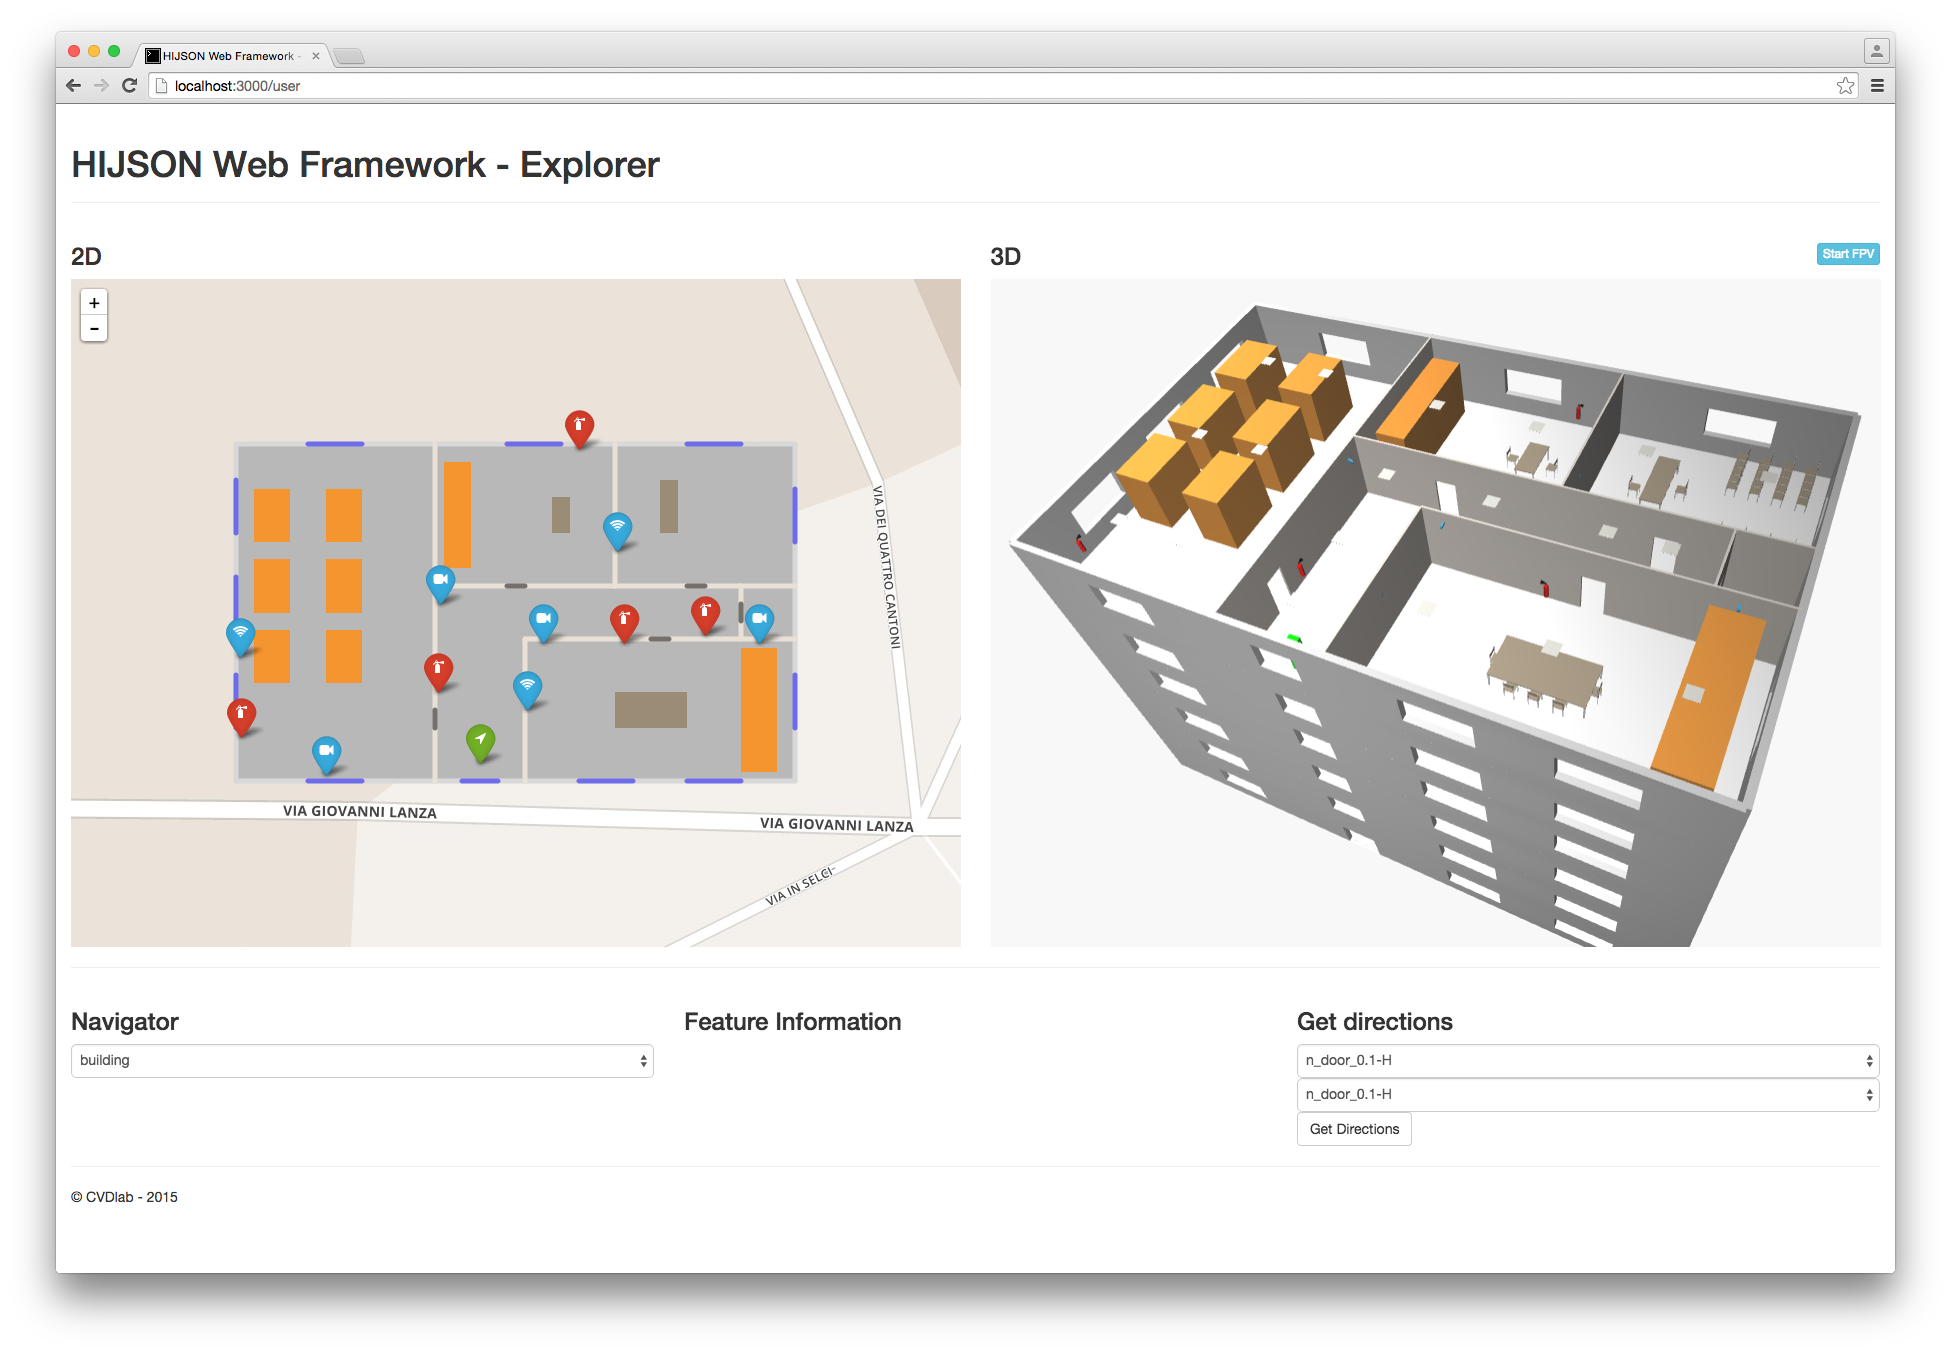 HIJSON Web Framework -
localhost:3000/user
HIJSON Web Framework - Explorer
2D
3D
Start FPV
+
-
VIA DEI QUATTRO CANTONI
VIA GIOVANNI LANZA
VIA GIOVANNI LANZA
VIA IN SELCI
Navigator
Feature Information
Get directions
building
n_door_0.1-H
n_door_0.1-H
Get Directions
© CVDlab - 2015